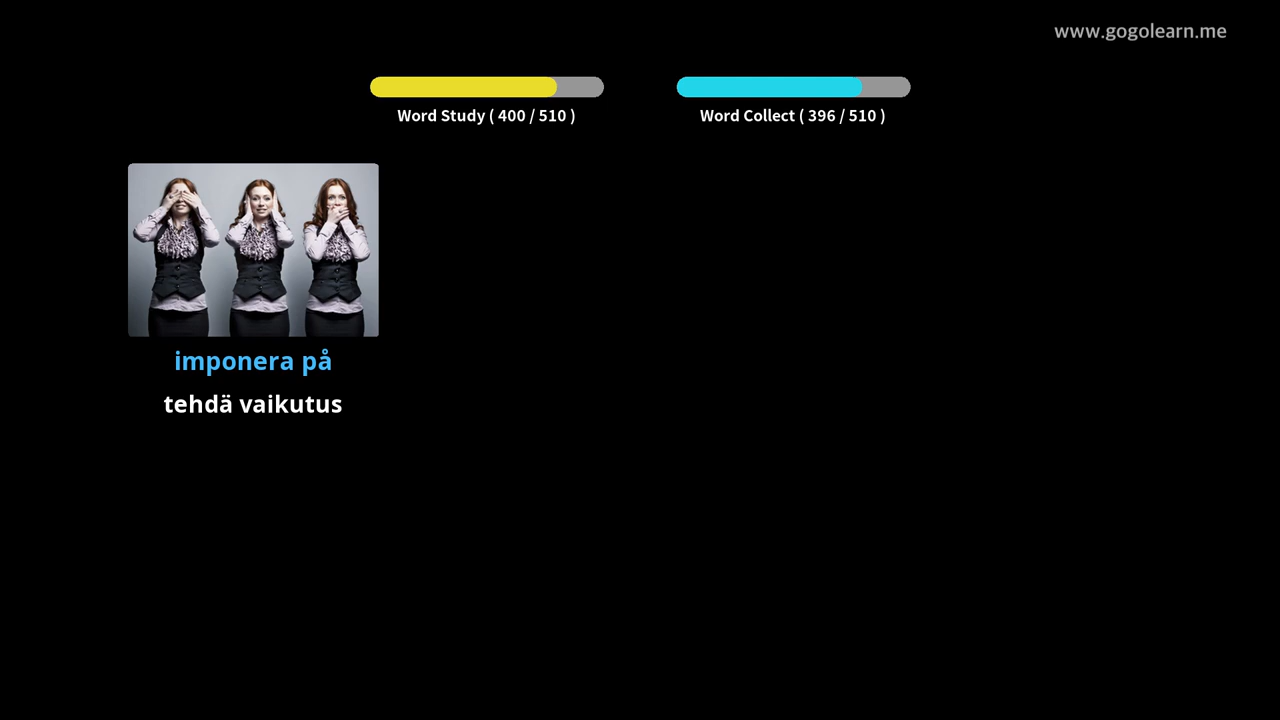 www.gogolearn.me
Word Study ( 400 / 510 )
Word Collect ( 396 / 510 )
imponera på
tehdä vaikutus